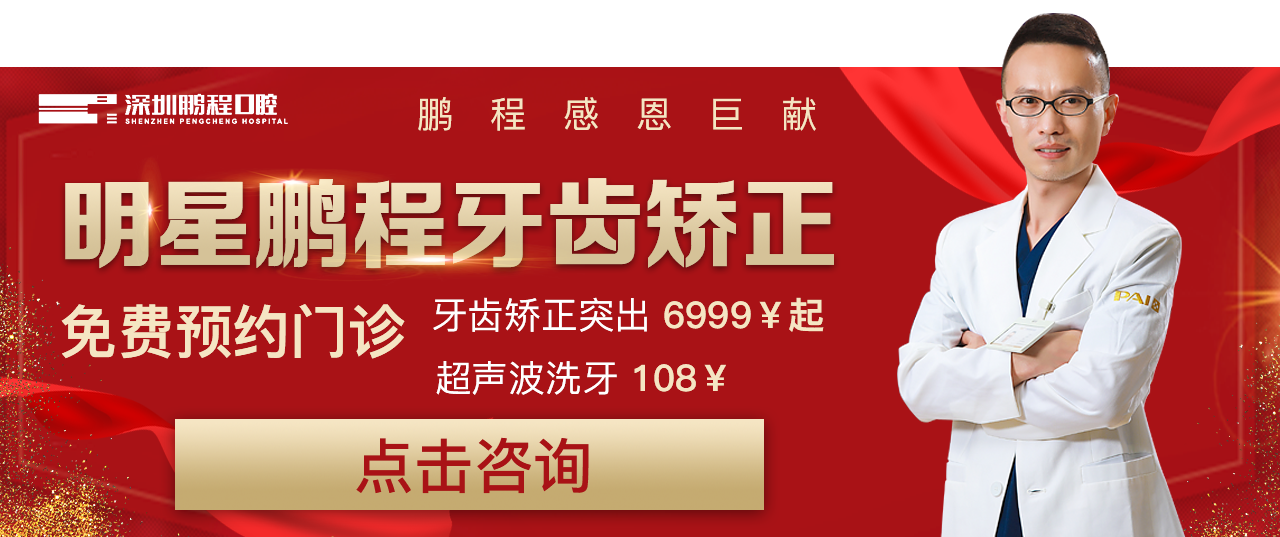 深圳鹏程口腔
SHENZHEN PENGCHENG HOSPITAL
鹏程感恩巨献
明星鹏程牙齿矫正
免费预约门诊
牙齿矫正突出 6999￥起
超声波洗牙 108￥
点击咨询